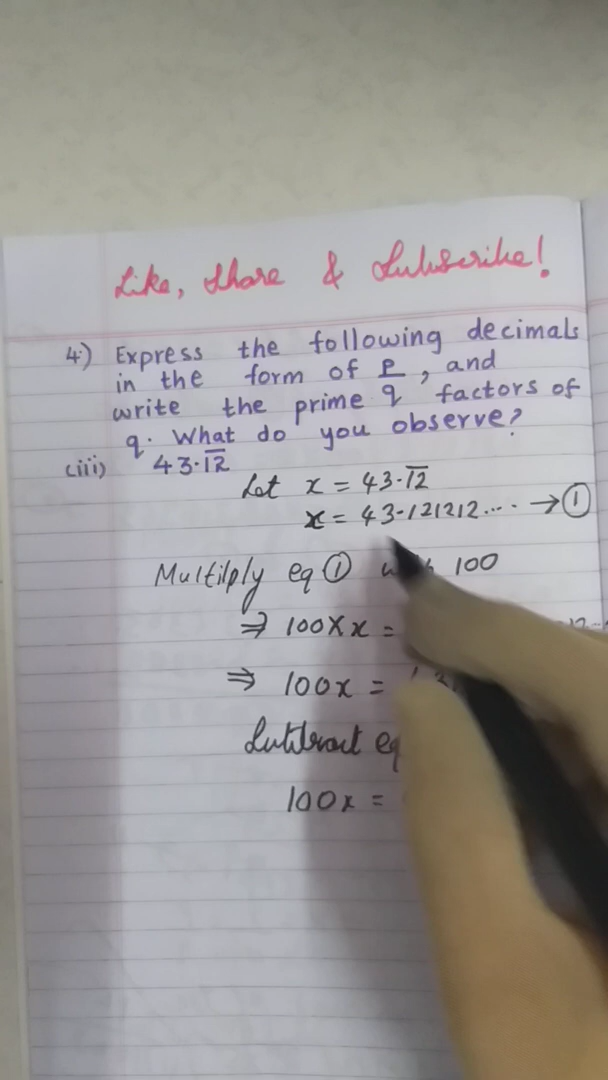 Like, Share & Subscribe!
4.) Express the following decimals
in the form of p/q, and
write the prime factors of
q. What do you observe?
(iii) 43.1̅2̅
Let x = 43.1̅2̅
x = 43.121212.... → ①
Multilply eq ① 100
⇒ 100 X x =
⇒ 100x =
Subtract eq
100x =